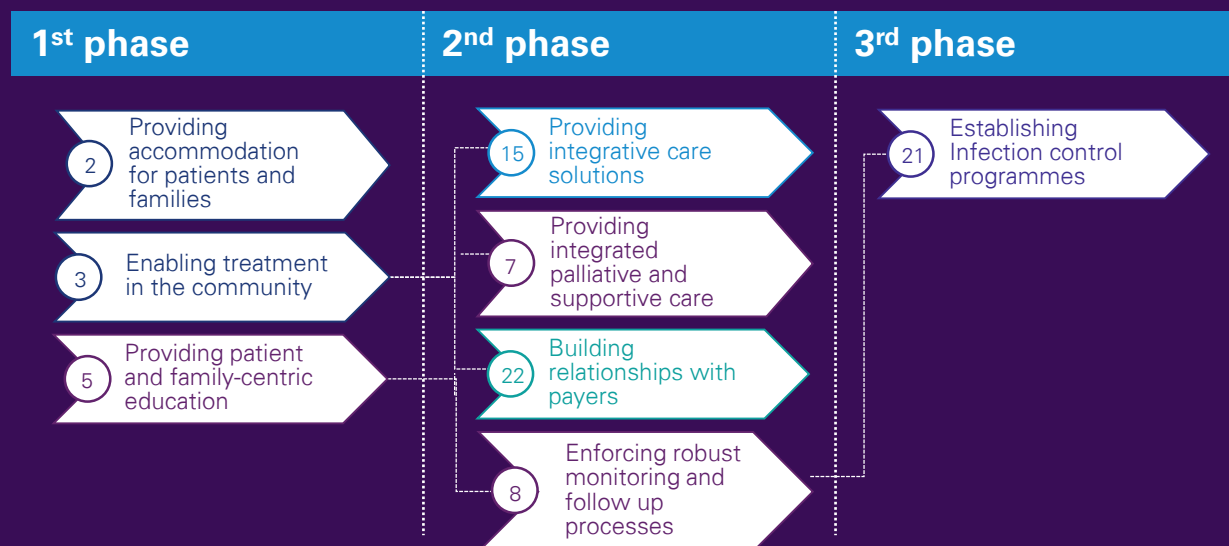 1st phase
2nd phase
3rd phase
2
Providing
accommodation
for patients and
families
3
Enabling treatment
in the community
5
Providing patient
and family-centric
education
15
Providing
integrative care
solutions
7
Providing
integrated
palliative and
supportive care
22
Building
relationships with
payers
8
Enforcing robust
monitoring and
follow up
processes
21
Establishing
Infection control
programmes